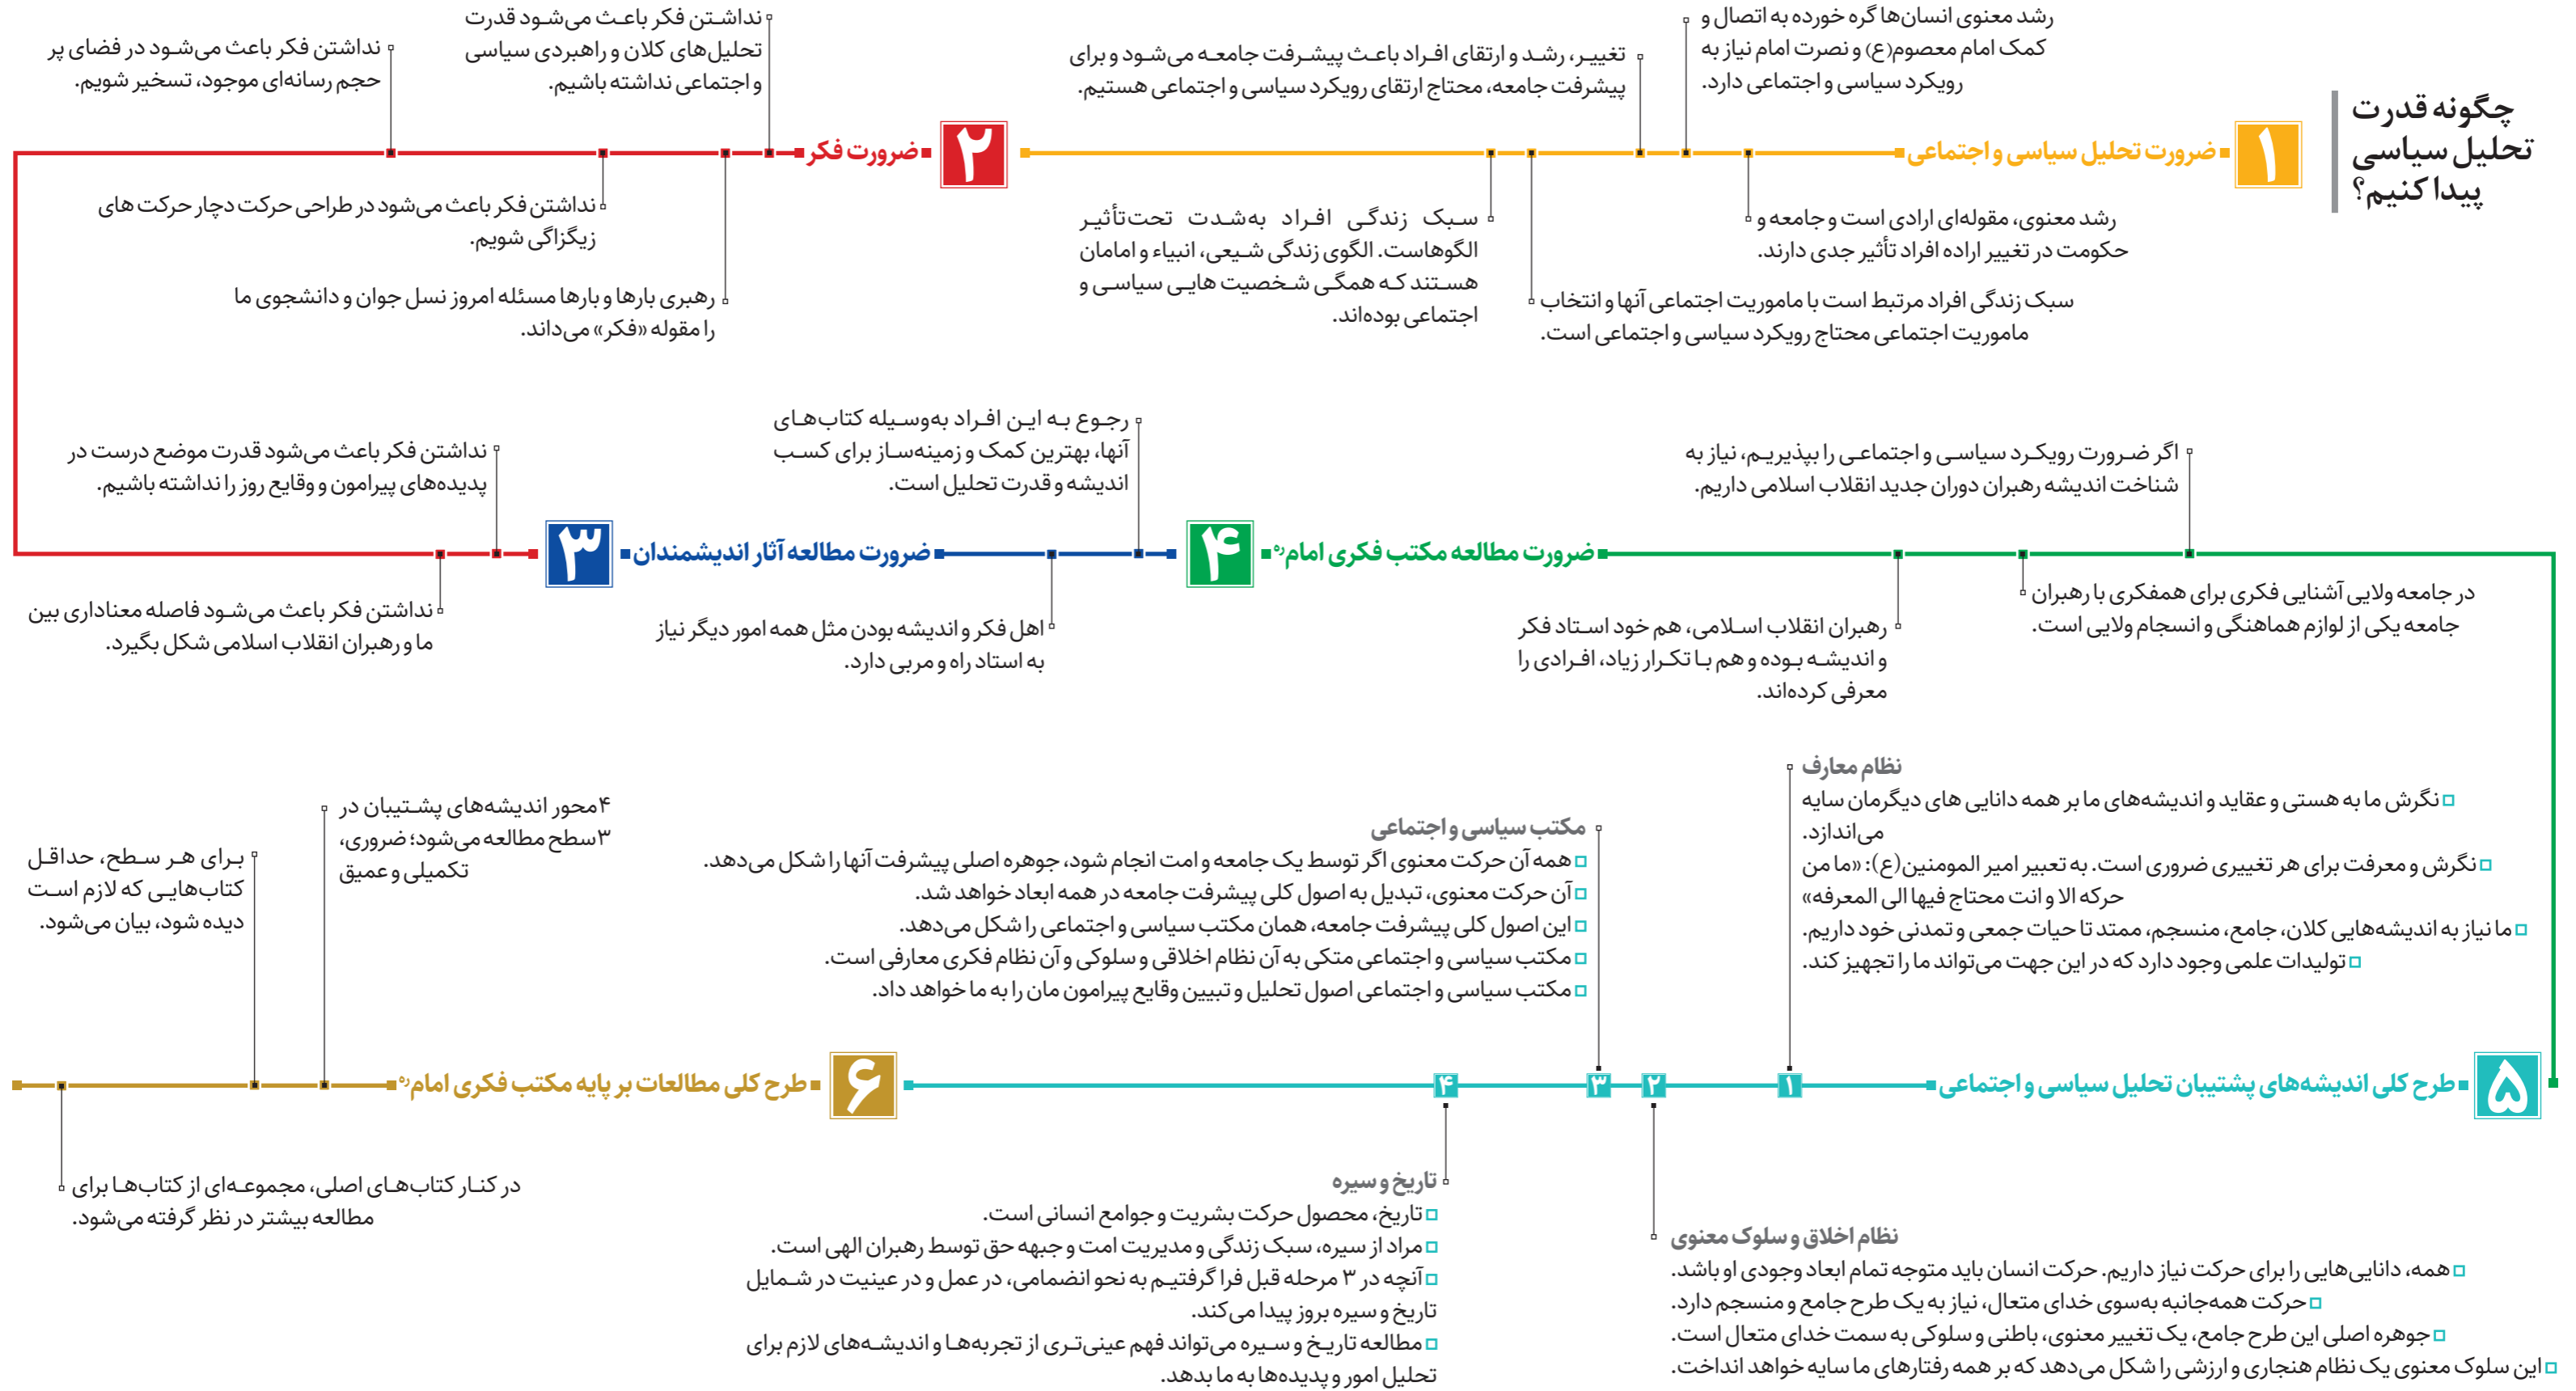 چگونه قدرت
تحلیل سیاسی
پیدا کنیم؟
۱
ضرورت تحلیل سیاسی و اجتماعی
رشد معنوی، مقوله‌ای ارادی است و جامعه و
حکومت در تغییر اراده افراد تأثیر جدی دارند.
رشد معنوی انسان‌ها گره خورده به اتصال و
کمک امام معصوم(ع) و نصرت امام نیاز به
رویکرد سیاسی و اجتماعی دارد.
تغییر، رشد و ارتقای افراد باعث پیشرفت جامعه می‌شود و برای
پیشرفت جامعه، محتاج ارتقای رویکرد سیاسی و اجتماعی هستیم.
سبک زندگی افراد مرتبط است با ماموریت اجتماعی آنها و انتخاب
ماموریت اجتماعی محتاج رویکرد سیاسی و اجتماعی است.
سبک زندگی افراد به‌شدت تحت‌تأثیر
الگوهاست. الگوی زندگی شیعی، انبیاء و امامان
هستند که همگی شخصیت هایی سیاسی و
اجتماعی بوده‌اند.
۲
ضرورت فکر
نداشتن فکر باعث می‌شود قدرت
تحلیل‌های کلان و راهبردی سیاسی
و اجتماعی نداشته باشیم.
رهبری بارها و بارها مسئله امروز نسل جوان و دانشجوی ما
را مقوله «فکر» می‌داند.
نداشتن فکر باعث می‌شود در طراحی حرکت دچار حرکت های
زیگزاگی شویم.
نداشتن فکر باعث می‌شود در فضای پر
حجم رسانه‌ای موجود، تسخیر شویم.
نداشتن فکر باعث می‌شود فاصله معناداری بین
ما و رهبران انقلاب اسلامی شکل بگیرد.
نداشتن فکر باعث می‌شود قدرت موضع درست در
پدیده‌های پیرامون و وقایع روز را نداشته باشیم.
۳
ضرورت مطالعه آثار اندیشمندان
اهل فکر و اندیشه بودن مثل همه امور دیگر نیاز
به استاد راه و مربی دارد.
رجوع به این افراد به‌وسیله کتاب‌های
آنها، بهترین کمک و زمینه‌ساز برای کسب
اندیشه و قدرت تحلیل است.
۴
ضرورت مطالعه مکتب فکری امامره
رهبران انقلاب اسلامی، هم خود استاد فکر
و اندیشه بوده و هم با تکرار زیاد، افرادی را
معرفی کرده‌اند.
در جامعه ولایی آشنایی فکری برای همفکری با رهبران
جامعه یکی از لوازم هماهنگی و انسجام ولایی است.
اگر ضرورت رویکرد سیاسی و اجتماعی را بپذیریم، نیاز به
شناخت اندیشه رهبران دوران جدید انقلاب اسلامی داریم.
۵
طرح کلی اندیشه‌های پشتیبان تحلیل سیاسی و اجتماعی
۱
نظام معارف
نگرش ما به هستی و عقاید و اندیشه‌های ما بر همه دانایی های دیگرمان سایه
می‌اندازد.
نگرش و معرفت برای هر تغییری ضروری است. به تعبیر امیر المومنین(ع): «ما من
حرکه الا و انت محتاج فیها الی المعرفه»
ما نیاز به اندیشه‌هایی کلان، جامع، منسجم، ممتد تا حیات جمعی و تمدنی خود داریم.
تولیدات علمی وجود دارد که در این جهت می‌تواند ما را تجهیز کند.
۲
نظام اخلاق و سلوک معنوی
همه، دانایی‌هایی را برای حرکت نیاز داریم. حرکت انسان باید متوجه تمام ابعاد وجودی او باشد.
حرکت همه‌جانبه به‌سوی خدای متعال، نیاز به یک طرح جامع و منسجم دارد.
جوهره اصلی این طرح جامع، یک تغییر معنوی، باطنی و سلوکی به سمت خدای متعال است.
این سلوک معنوی یک نظام هنجاری و ارزشی را شکل می‌دهد که بر همه رفتارهای ما سایه خواهد انداخت.
۳
مکتب سیاسی و اجتماعی
همه آن حرکت معنوی اگر توسط یک جامعه و امت انجام شود، جوهره اصلی پیشرفت آنها را شکل می‌دهد.
آن حرکت معنوی، تبدیل به اصول کلی پیشرفت جامعه در همه ابعاد خواهد شد.
این اصول کلی پیشرفت جامعه، همان مکتب سیاسی و اجتماعی را شکل می‌دهد.
مکتب سیاسی و اجتماعی متکی به آن نظام اخلاقی و سلوکی و آن نظام فکری معارفی است.
مکتب سیاسی و اجتماعی اصول تحلیل و تبیین وقایع پیرامون مان را به ما خواهد داد.
۴
تاریخ و سیره
تاریخ، محصول حرکت بشریت و جوامع انسانی است.
مراد از سیره، سبک زندگی و مدیریت امت و جبهه حق توسط رهبران الهی است.
آنچه در ۳ مرحله قبل فرا گرفتیم به نحو انضمامی، در عمل و در عینیت در شمایل
تاریخ و سیره بروز پیدا می‌کند.
مطالعه تاریخ و سیره می‌تواند فهم عینی‌تری از تجربه‌ها و اندیشه‌های لازم برای
تحلیل امور و پدیده‌ها به ما بدهد.
۶
طرح کلی مطالعات بر پایه مکتب فکری امامره
۴محور اندیشه‌های پشتیبان در
۳سطح مطالعه می‌شود؛ ضروری،
تکمیلی و عمیق
برای هر سطح، حداقل
کتاب‌هایی که لازم است
دیده شود، بیان می‌شود.
در کنار کتاب‌های اصلی، مجموعه‌ای از کتاب‌ها برای
مطالعه بیشتر در نظر گرفته می‌شود.